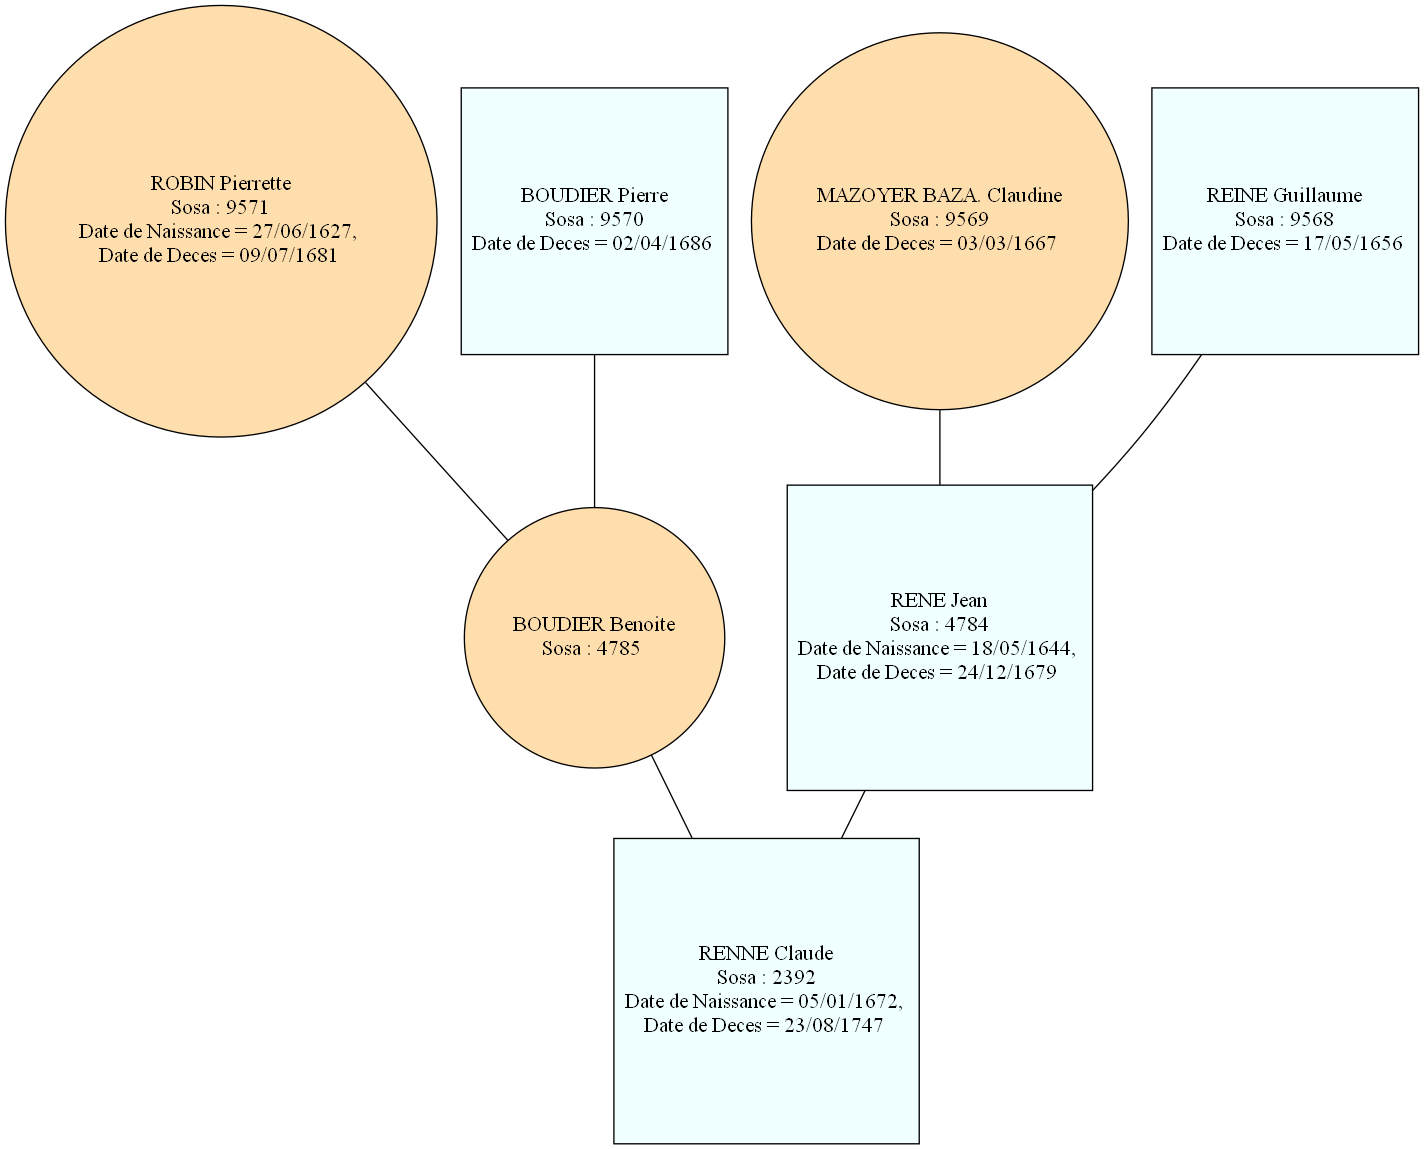 ROBIN Pierrette
Sosa : 9571
Date de Naissance = 27/06/1627,
Date de Deces = 09/07/1681
BOUDIER Pierre
Sosa : 9570
Date de Deces = 02/04/1686
MAZOYER BAZA. Claudine
Sosa : 9569
Date de Deces = 03/03/1667
REINE Guillaume
Sosa : 9568
Date de Deces = 17/05/1656
BOUDIER Benoite
Sosa : 4785
RENE Jean
Sosa : 4784
Date de Naissance = 18/05/1644,
Date de Deces = 24/12/1679
RENNE Claude
Sosa : 2392
Date de Naissance = 05/01/1672,
Date de Deces = 23/08/1747